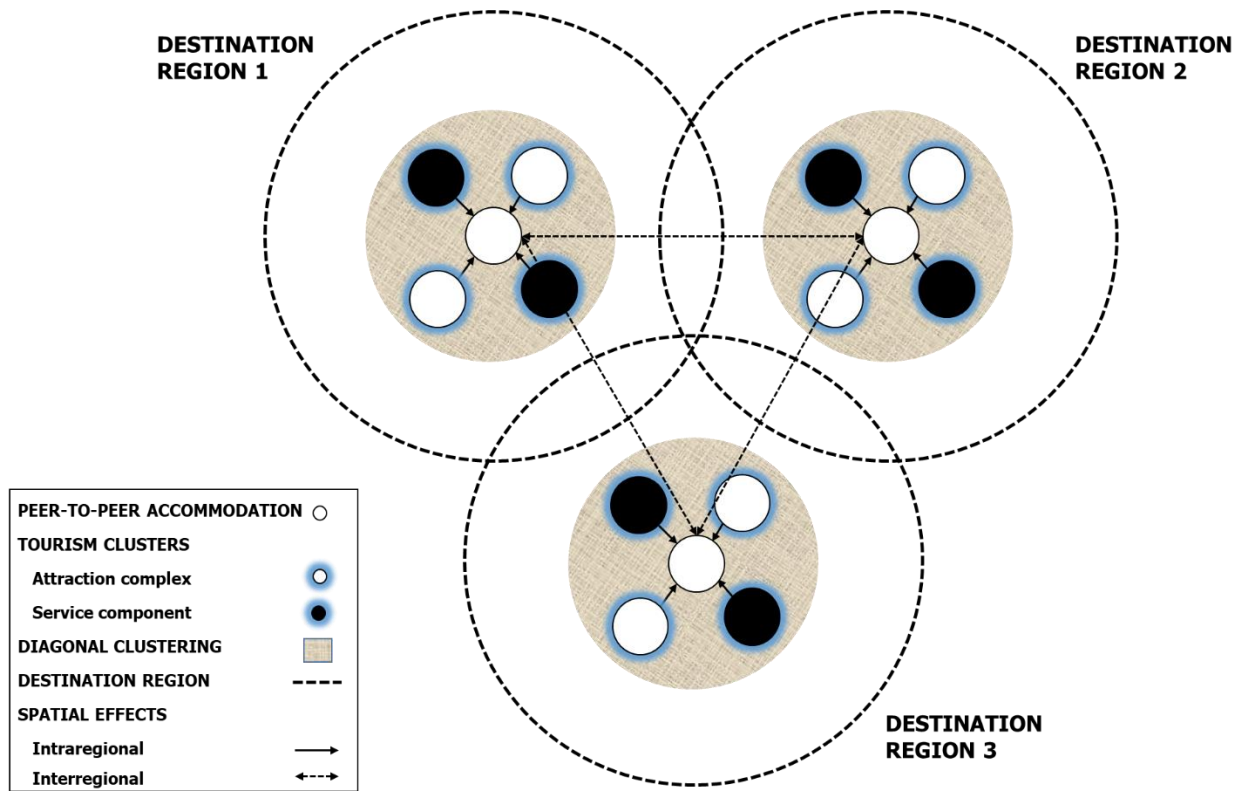 DESTINATION
REGION 1
DESTINATION
REGION 2
DESTINATION
REGION 3
PEER-TO-PEER ACCOMMODATION
TOURISM CLUSTERS
Attraction complex
Service component
DIAGONAL CLUSTERING
DESTINATION REGION
SPATIAL EFFECTS
Intraregional
Interregional